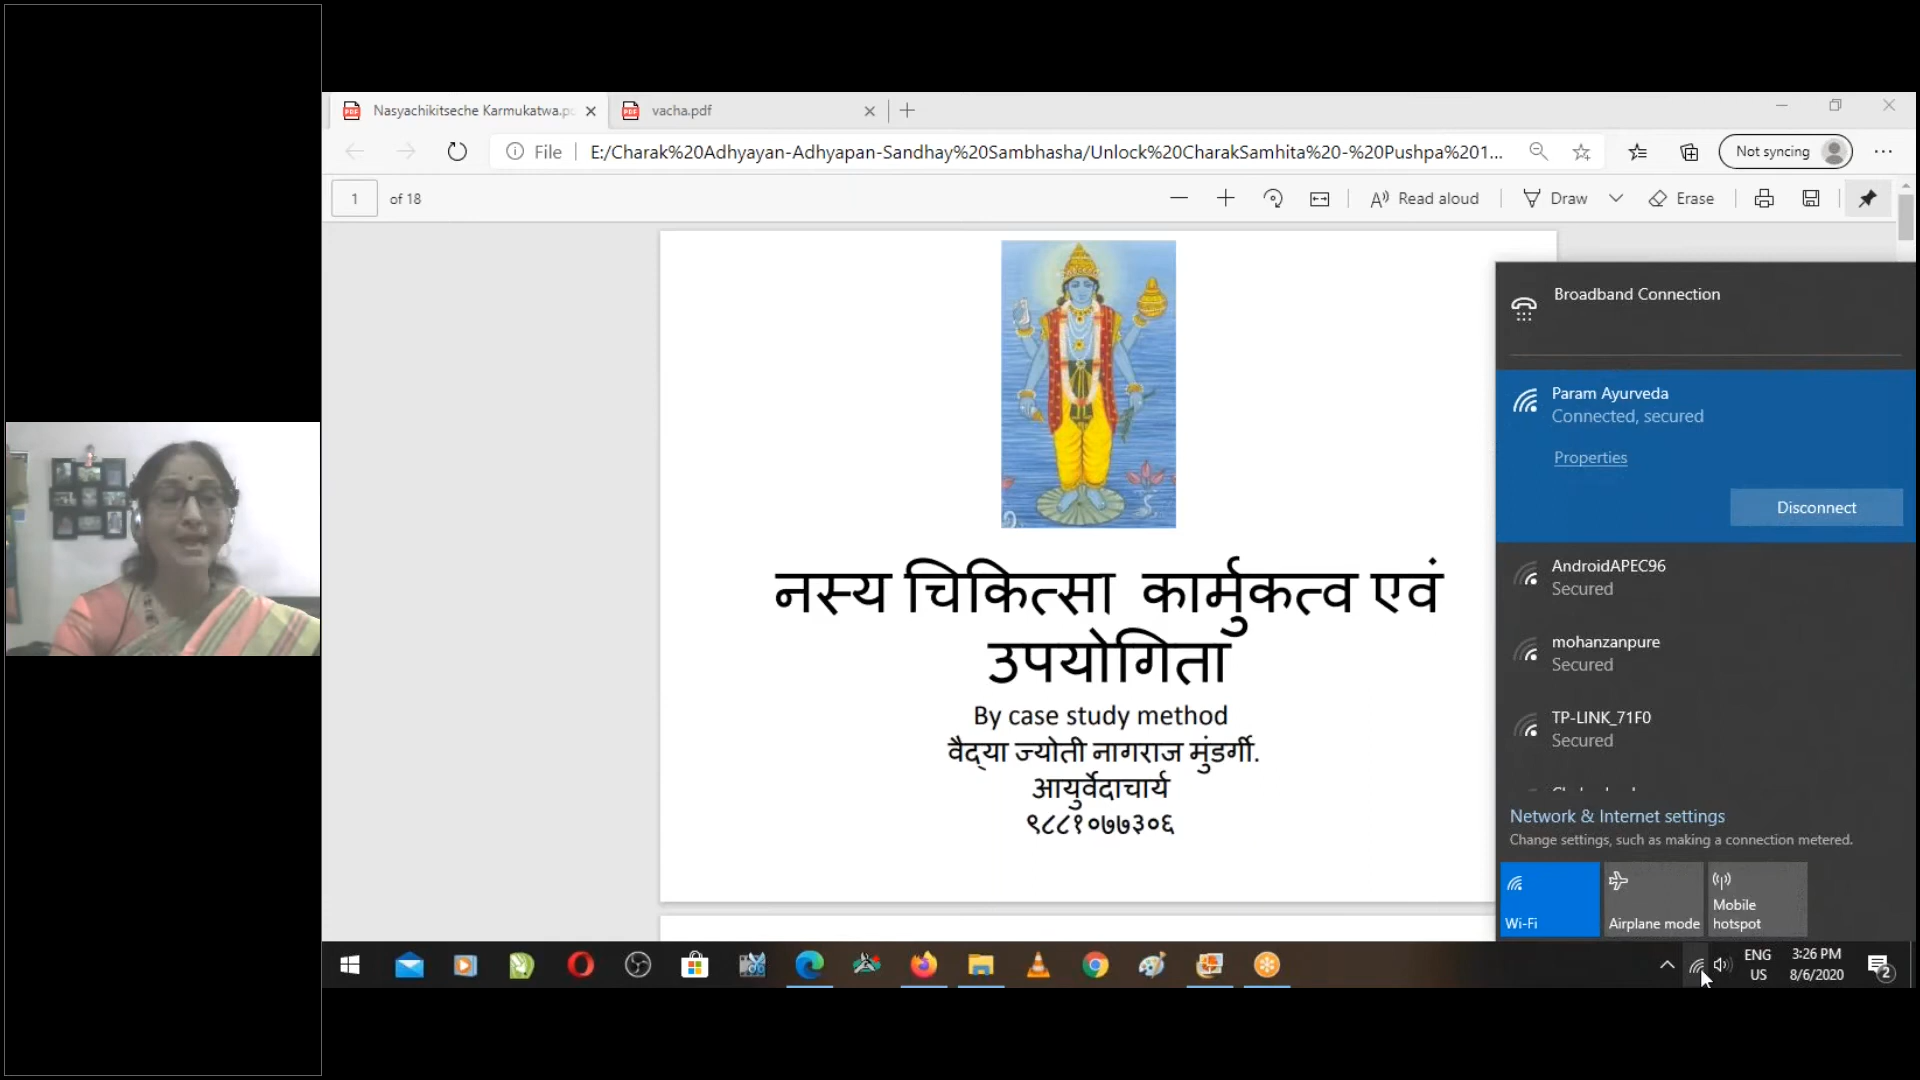 Nasyachikitseche Karmukatwa.pd
vacha.pdf
Not syncing
File
E:/Charak%20Adhyayan-Adhyapan-Sandhay%20Sambhasha/Unlock%20CharakSamhita%20-%20Pushpa%201...
1
of 18
Read aloud
Draw
Erase
नस्य चिकित्सा कार्मुकत्व एवं
उपयोगिता
By case study method
वैद्या ज्योती नागराज मुंडर्गी.
आयुर्वेदाचार्य
९८८१०७७३०६
Broadband Connection
Param Ayurveda
Connected, secured
Properties
Disconnect
AndroidAPEC96
Secured
mohanzanpure
Secured
TP-LINK_71F0
Secured
Network & Internet settings
Change settings, such as making a connection metered.
Wi-Fi
Airplane mode
Mobile
hotspot
ENG
US
3:26 PM
8/6/2020
2